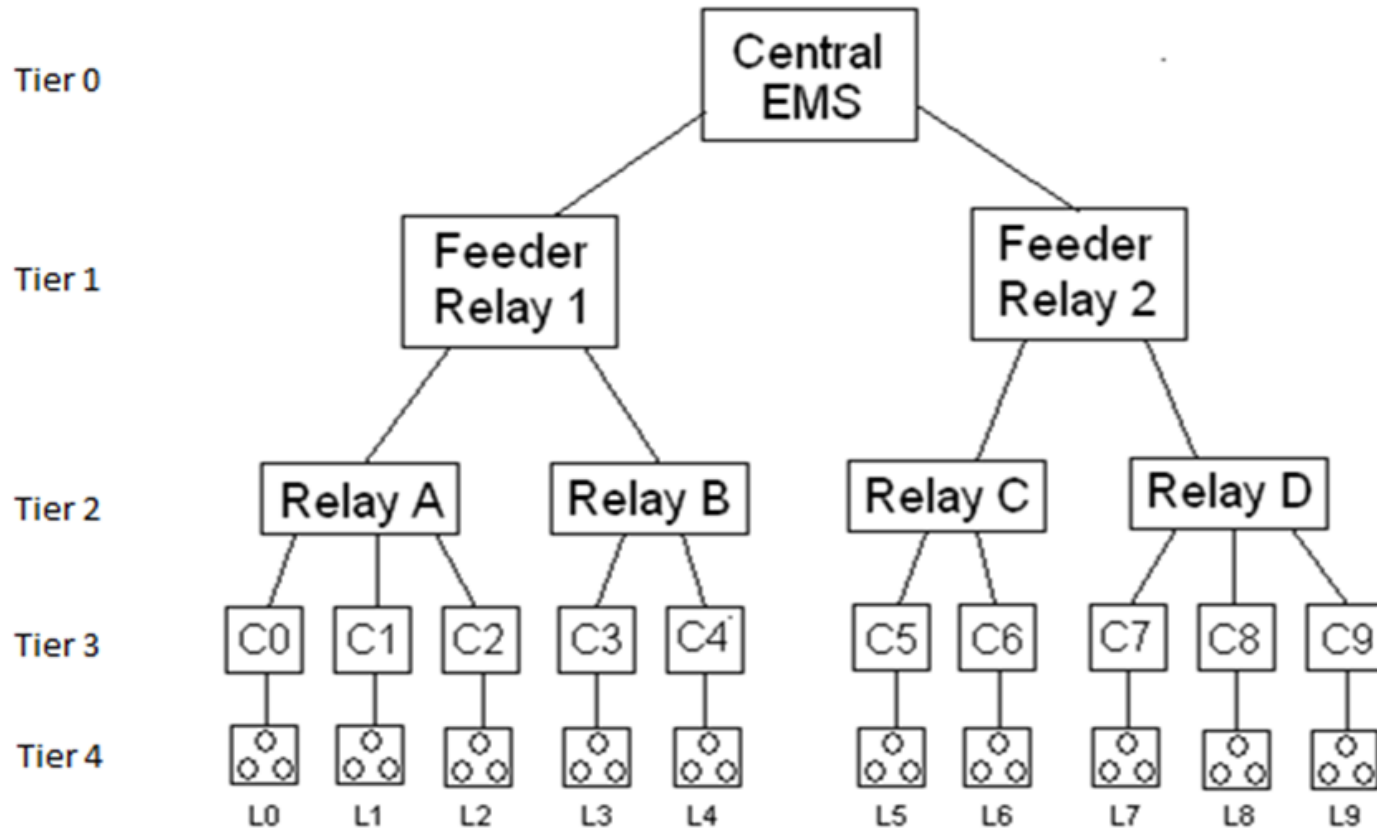 Tier 0
Central
EMS
Tier 1
Feeder
Relay 1
Feeder
Relay 2
Tier 2
Relay A
Relay B
Relay C
Relay D
Tier 3
C0
C1
C2
C3
C4
C5
C6
C7
C8
C9
Tier 4
L0
L1
L2
L3
L4
L5
L6
L7
L8
L9